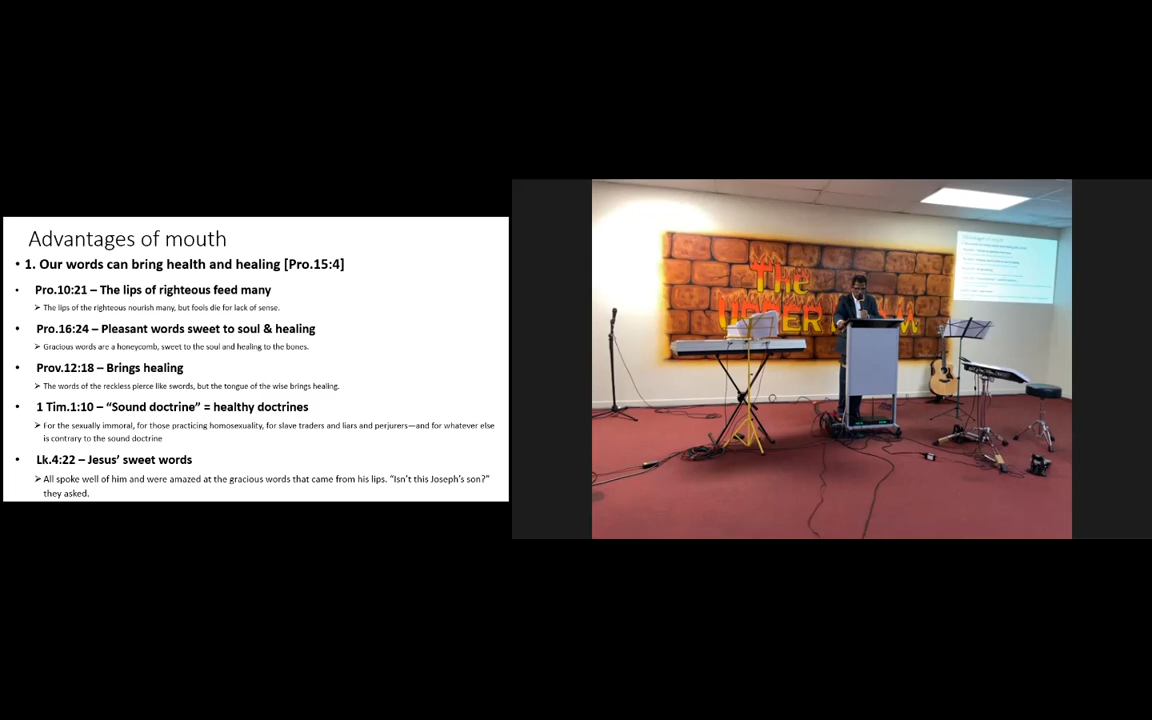 Advantages of mouth
• 1. Our words can bring health and healing [Pro.15:4]
• Pro.10:21 – The lips of righteous feed many
➢ The lips of the righteous nourish many, but fools die for lack of sense.
• Pro.16:24 – Pleasant words sweet to soul & healing
➢ Gracious words are a honeycomb, sweet to the soul and healing to the bones.
• Prov.12:18 – Brings healing
➢ The words of the reckless pierce like swords, but the tongue of the wise brings healing.
• 1 Tim.1:10 – “Sound doctrine” = healthy doctrines
➢ For the sexually immoral, for those practicing homosexuality, for slave traders and liars and perjurers—and for whatever else
is contrary to the sound doctrine
• Lk.4:22 – Jesus’ sweet words
➢ All spoke well of him and were amazed at the gracious words that came from his lips. “Isn’t this Joseph’s son?”
they asked.
The
UPPER